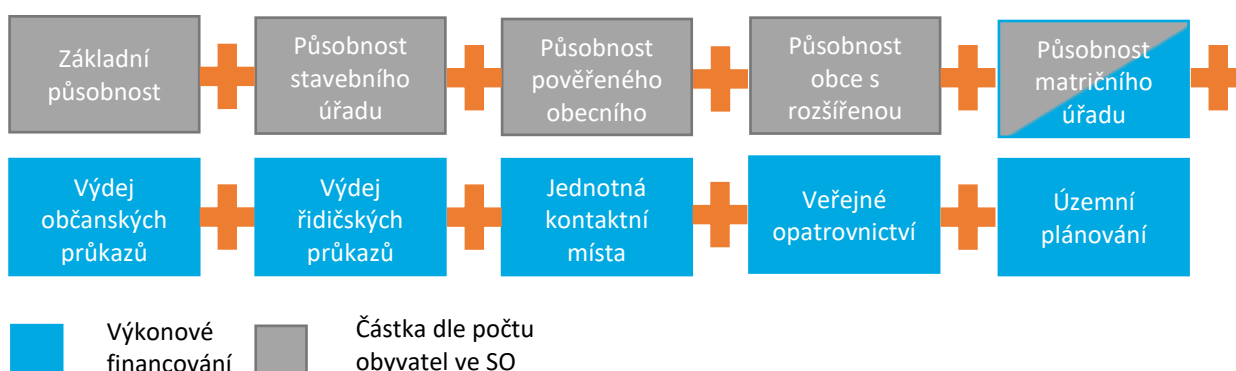 Základní
působnost
Působnost
stavebního
úřadu
Působnost
pověřeného
obecního
Působnost
obce s
rozšířenou
Působnost
matričního
úřadu
Výdej
občanských
průkazů
Výdej
řidičských
průkazů
Jednotná
kontaktní
místa
Veřejné
opatrovnictví
Územní
plánování
Výkonové
financování
Částka dle počtu
obyvatel ve SO